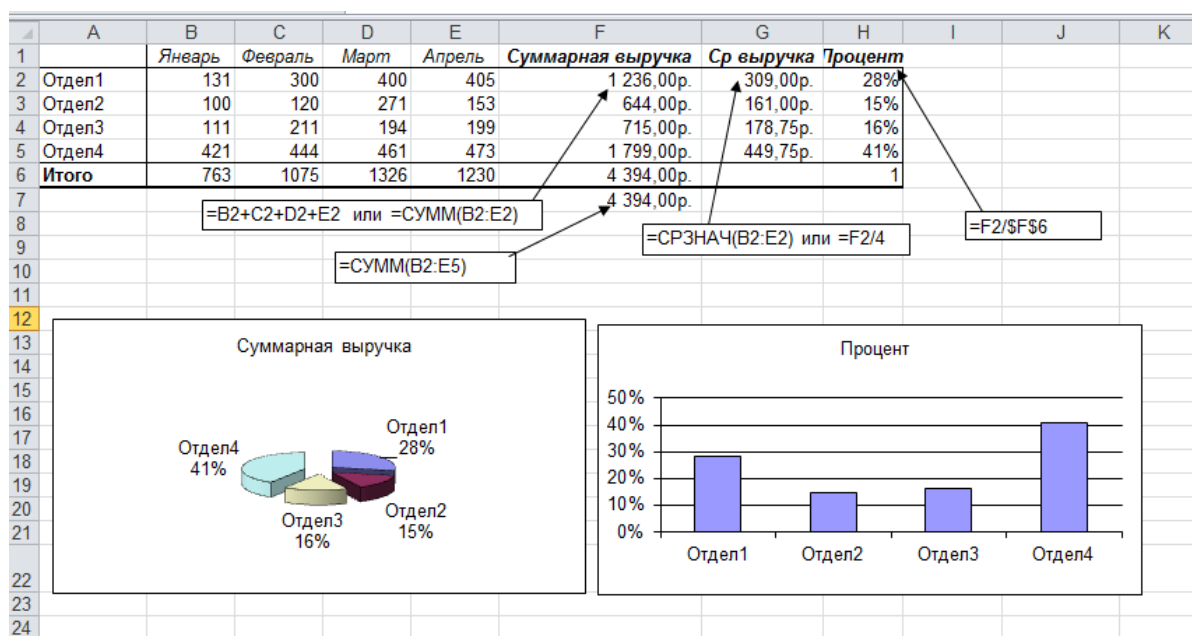 A B C D E F G H I J K
1 Январь Февраль Март Апрель Суммарная выручка Ср выручка Процент
2 Отдел1 131 300 400 405 1 236,00р. 309,00р. 28%
3 Отдел2 100 120 271 153 644,00р. 161,00р. 15%
4 Отдел3 111 211 194 199 715,00р. 178,75р. 16%
5 Отдел4 421 444 461 473 1 799,00р. 449,75р. 41%
6 Итого 763 1075 1326 1230 4 394,00р. 1
7 4 394,00р.
=B2+C2+D2+E2 или =СУММ(B2:E2)
=F2/$F$6
8
=СРЗНАЧ(B2:E2) или =F2/4
9
=СУММ(B2:E5)
10
11
12
13
Суммарная выручка
Процент
14
15
50%
16
40%
Отдел1
28%
17
Отдел4
41%
30%
18
20%
19
10%
20
Отдел2
15%
Отдел3
16%
0%
21
Отдел1 Отдел2 Отдел3 Отдел4
22
23
24